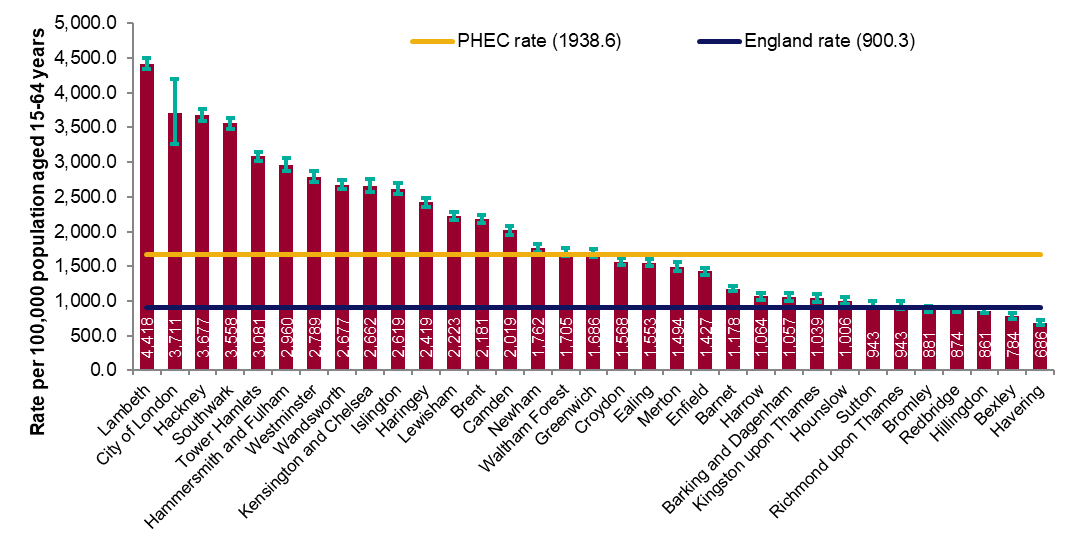 Rate per 100,000 population aged 15-64 years
5,000.0
4,500.0
4,000.0
3,500.0
3,000.0
2,500.0
2,000.0
1,500.0
1,000.0
500.0
0.0
PHEC rate (1938.6)
England rate (900.3)
4,418
3,711
3,677
3,558
3,081
2,960
2,789
2,677
2,662
2,619
2,419
2,223
2,181
2,019
1,762
1,705
1,686
1,568
1,553
1,494
1,427
1,178
1,064
1,057
1,039
1,006
943
943
881
874
861
784
686
Lambeth
City of London
Hackney
Southwark
Tower Hamlets
Hammersmith and Fulham
Westminster
Wandsworth
Kensington and Chelsea
Islington
Haringey
Lewisham
Brent
Camden
Newham
Waltham Forest
Greenwich
Croydon
Ealing
Merton
Enfield
Barnet
Harrow
Barking and Dagenham
Kingston upon Thames
Hounslow
Sutton
Richmond upon Thames
Bromley
Redbridge
Hillingdon
Bexley
Havering